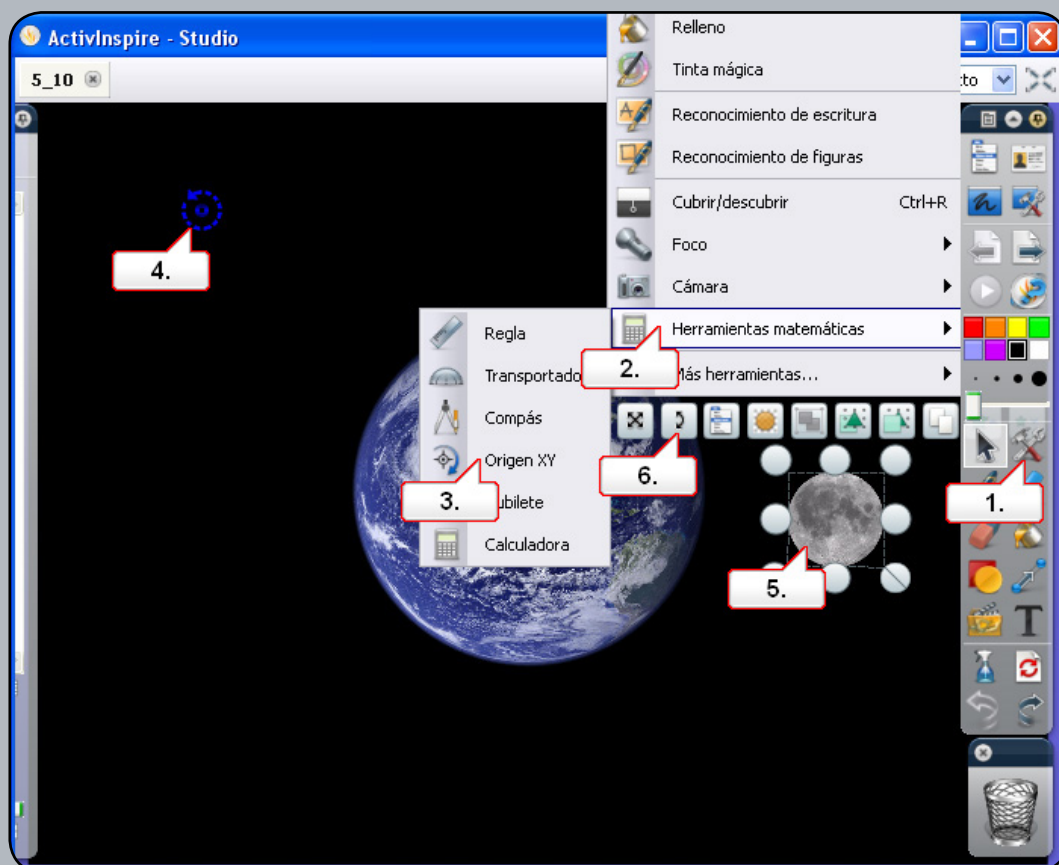 ActivInspire - Studio
5_10
to
Relleno
Tinta mágica
Reconocimiento de escritura
Reconocimiento de figuras
Cubrir/descubrir Ctrl+R
Foco
Cámara
Herramientas matemáticas
Más herramientas...
Regla
Transportado
Compás
Origen XY
ubilete
Calculadora
1.
2.
3.
4.
5.
6.
T